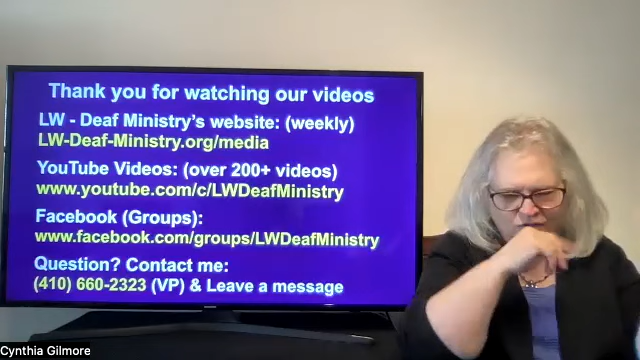 Thank you for watching our videos
LW - Deaf Ministry's website: (weekly)
LW-Deaf-Ministry.org/media
YouTube Videos: (over 200+ videos)
www.youtube.com/c/LWDeafMinistry
Facebook (Groups):
www.facebook.com/groups/LWDeafMinistry
Question? Contact me:
(410) 660-2323 (VP) & Leave a message
Cynthia Gilmore